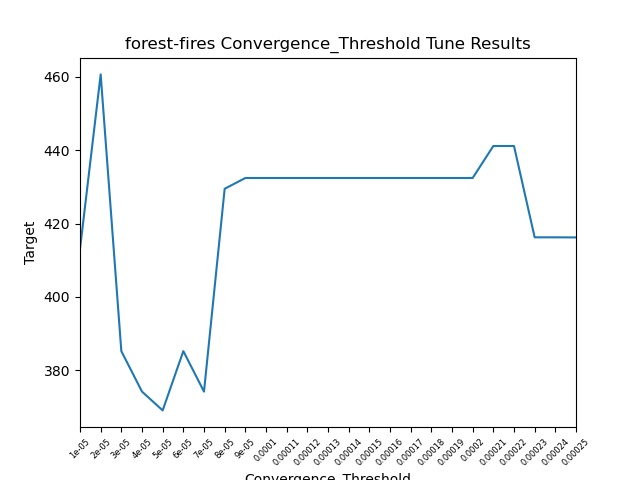 forest-fires Convergence_Threshold Tune Results
460
440
420
400
380
Target
1e-05
2e-05
3e-05
4e-05
5e-05
6e-05
7e-05
8e-05
9e-05
0.0001
0.00011
0.00012
0.00013
0.00014
0.00015
0.00016
0.00017
0.00018
0.00019
0.0002
0.00021
0.00022
0.00023
0.00024
0.00025
Convergence_Threshold